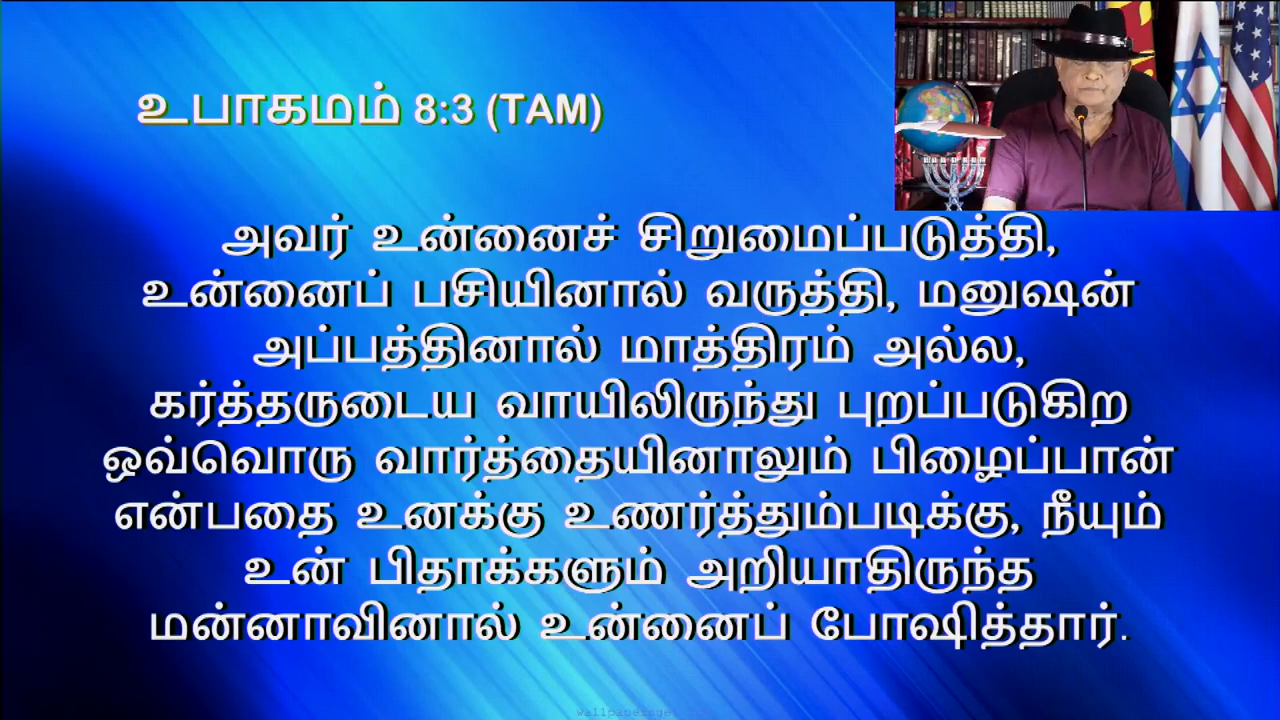 உபாகமம் 8:3 (TAM)
அவர் உன்னைச் சிறுமைப்படுத்தி,
உன்னைப் பசியினால் வருத்தி, மனுஷன்
அப்பத்தினால் மாத்திரம் அல்ல,
கர்த்தருடைய வாயிலிருந்து புறப்படுகிற
ஒவ்வொரு வார்த்தையினாலும் பிழைப்பான்
என்பதை உனக்கு உணர்த்தும்படிக்கு, நீயும்
உன் பிதாக்களும் அறியாதிருந்த
மன்னாவினால் உன்னைப் போஷித்தார்.